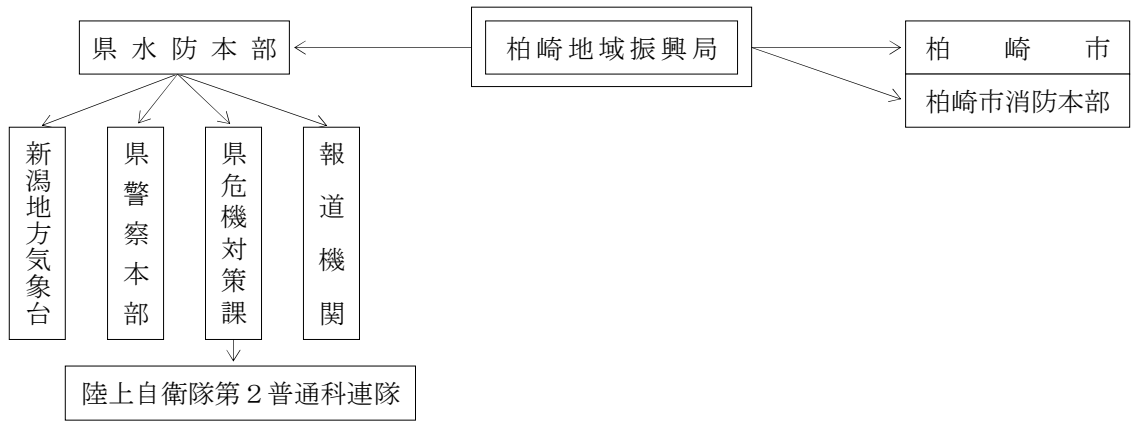 県水防本部
柏崎地域振興局
柏崎市
柏崎市消防本部
新潟地方気象台
県警察本部
県危機対策課
報道機関
陸上自衛隊第２普通科連隊